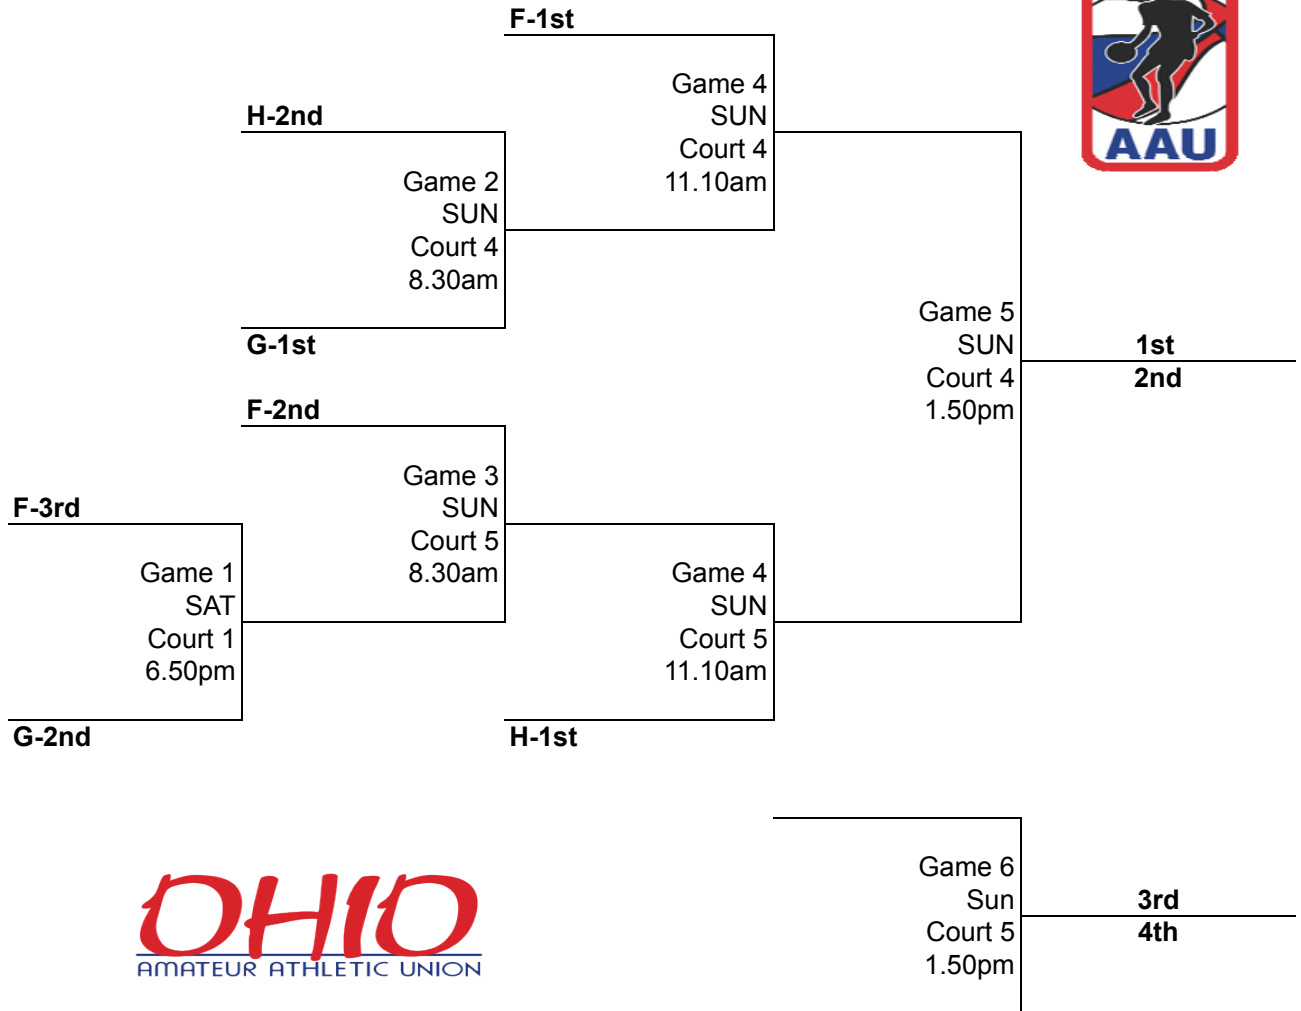 F-1st
Game 4
SUN
Court 4
11.10am
AAU
H-2nd
Game 2
SUN
Court 4
8.30am
G-1st
Game 5
SUN
Court 4
1.50pm
1st
2nd
F-2nd
Game 3
SUN
Court 5
8.30am
F-3rd
Game 1
SAT
Court 1
6.50pm
G-2nd
Game 4
SUN
Court 5
11.10am
H-1st
Game 6
Sun
Court 5
1.50pm
3rd
4th
OHIO
AMATEUR ATHLETIC UNION